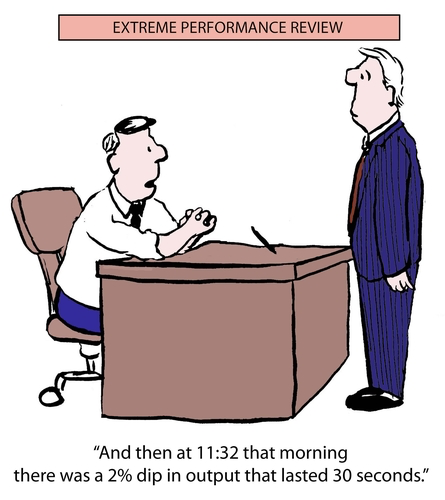 EXTREME PERFORMANCE REVIEW
“And then at 11:32 that morning
there was a 2% dip in output that lasted 30 seconds.”